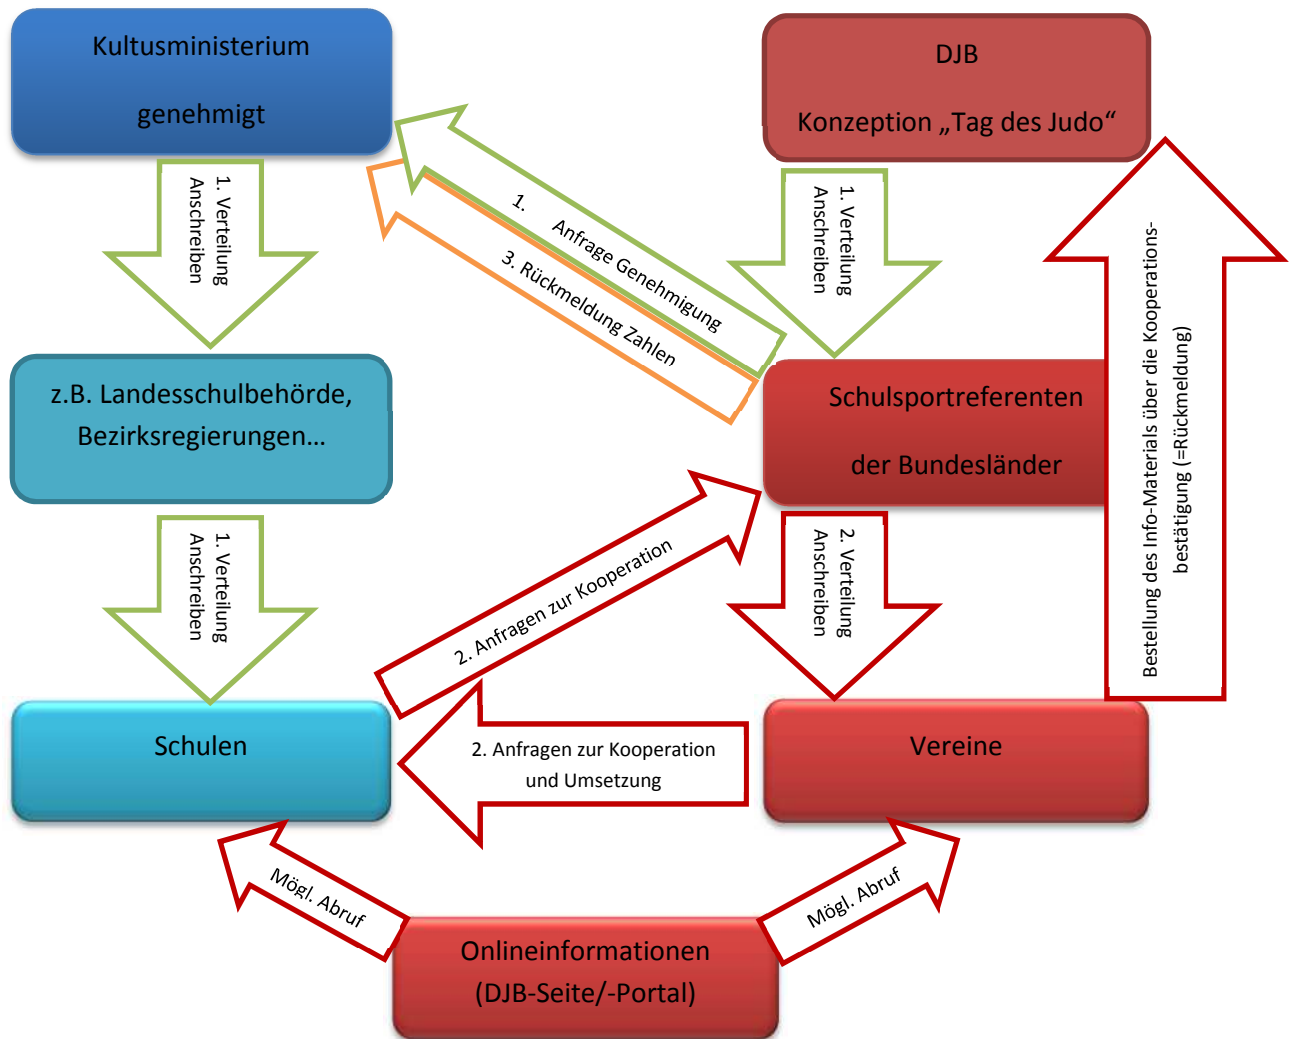 Kultusministerium
genehmigt
DJB
Konzeption „Tag des Judo“
1. Verteilung
Anschreiben
1. Anfrage Genehmigung
3. Rückmeldung Zahlen
1. Verteilung
Anschreiben
Bestellung des Info-Materials über die Kooperations-
bestätigung (=Rückmeldung)
z.B. Landesschulbehörde,
Bezirksregierungen…
Schulsportreferenten
der Bundesländer
1. Verteilung
Anschreiben
2. Anfragen zur Kooperation
2. Verteilung
Anschreiben
Schulen
2. Anfragen zur Kooperation
und Umsetzung
Vereine
Mögl. Abruf
Mögl. Abruf
Onlineinformationen
(DJB-Seite/-Portal)